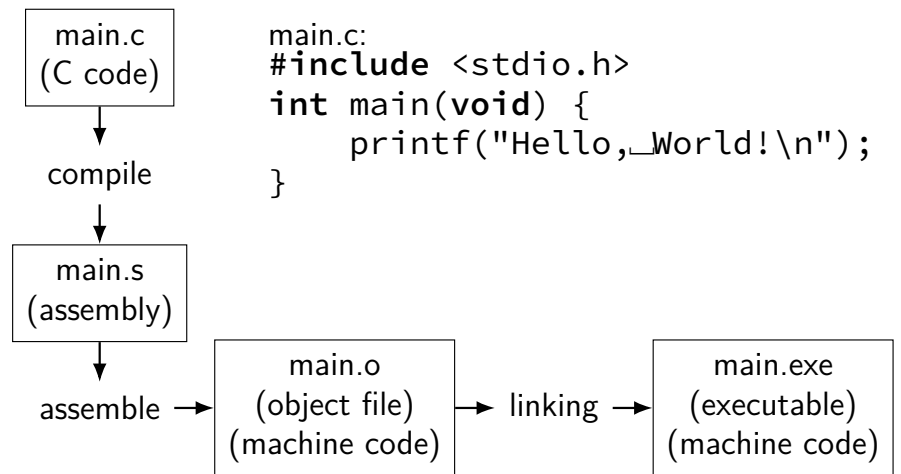 main.c
(C code)
compile
main.s
(assembly)
assemble
main.o
(object file)
(machine code)
linking
main.exe
(executable)
(machine code)
main.c:
#include <stdio.h>
int main(void) {
    printf("Hello,␣World!\n");
}